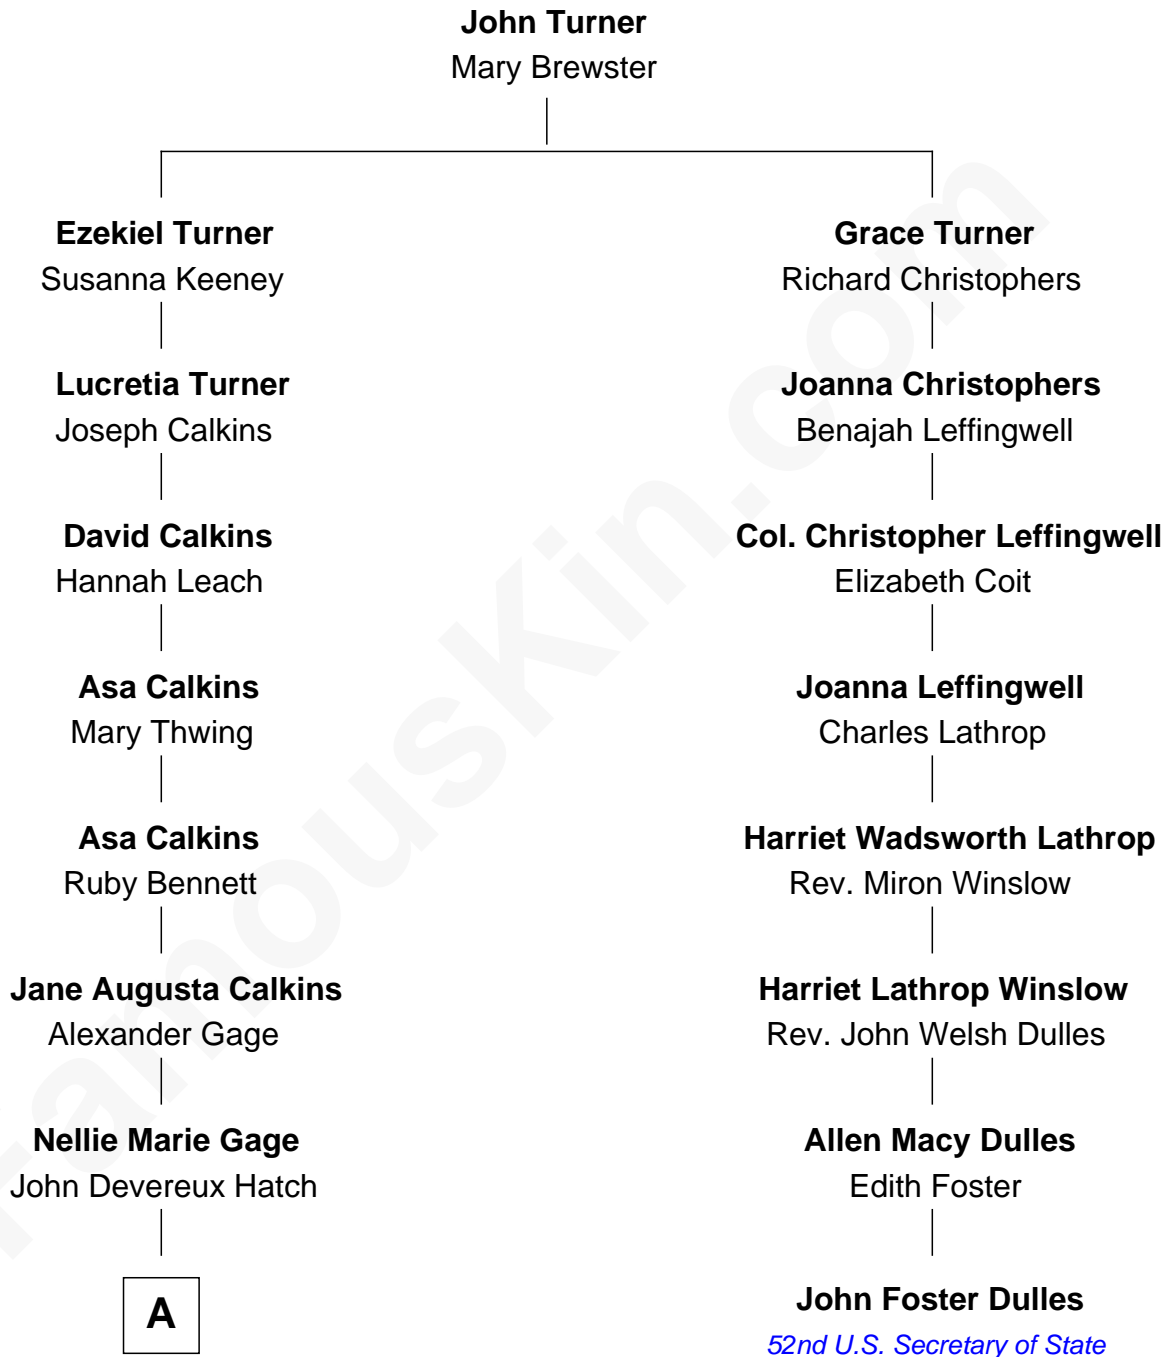 John Turner
Mary Brewster
Ezekiel Turner
Susanna Keeney
Grace Turner
Richard Christophers
Lucretia Turner
Joseph Calkins
Joanna Christophers
Benajah Leffingwell
David Calkins
Hannah Leach
Col. Christopher Leffingwell
Elizabeth Coit
Asa Calkins
Mary Thwing
Joanna Leffingwell
Charles Lathrop
Asa Calkins
Ruby Bennett
Harriet Wadsworth Lathrop
Rev. Miron Winslow
Jane Augusta Calkins
Alexander Gage
Harriet Lathrop Winslow
Rev. John Welsh Dulles
Nellie Marie Gage
John Devereux Hatch
Allen Macy Dulles
Edith Foster
A
John Foster Dulles
52nd U.S. Secretary of State
FamousKin.com